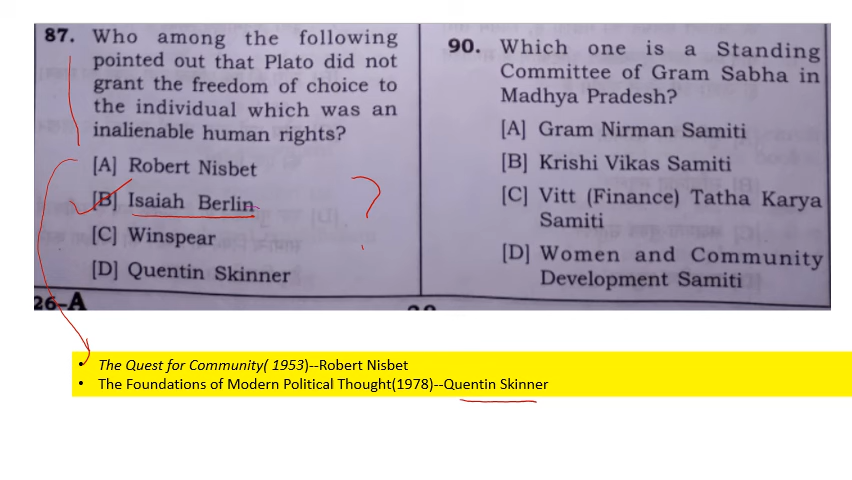 87. Who among the following
pointed out that Plato did not
grant the freedom of choice to
the individual which was an
inalienable human rights?
[A] Robert Nisbet
[B] Isaiah Berlin
[C] Winspear
[D] Quentin Skinner
26-A
90. Which one is a Standing
Committee of Gram Sabha in
Madhya Pradesh?
[A] Gram Nirman Samiti
[B] Krishi Vikas Samiti
[C] Vitt (Finance) Tatha Karya
Samiti
[D] Women and Community
Development Samiti
• The Quest for Community( 1953)--Robert Nisbet
• The Foundations of Modern Political Thought(1978)--Quentin Skinner